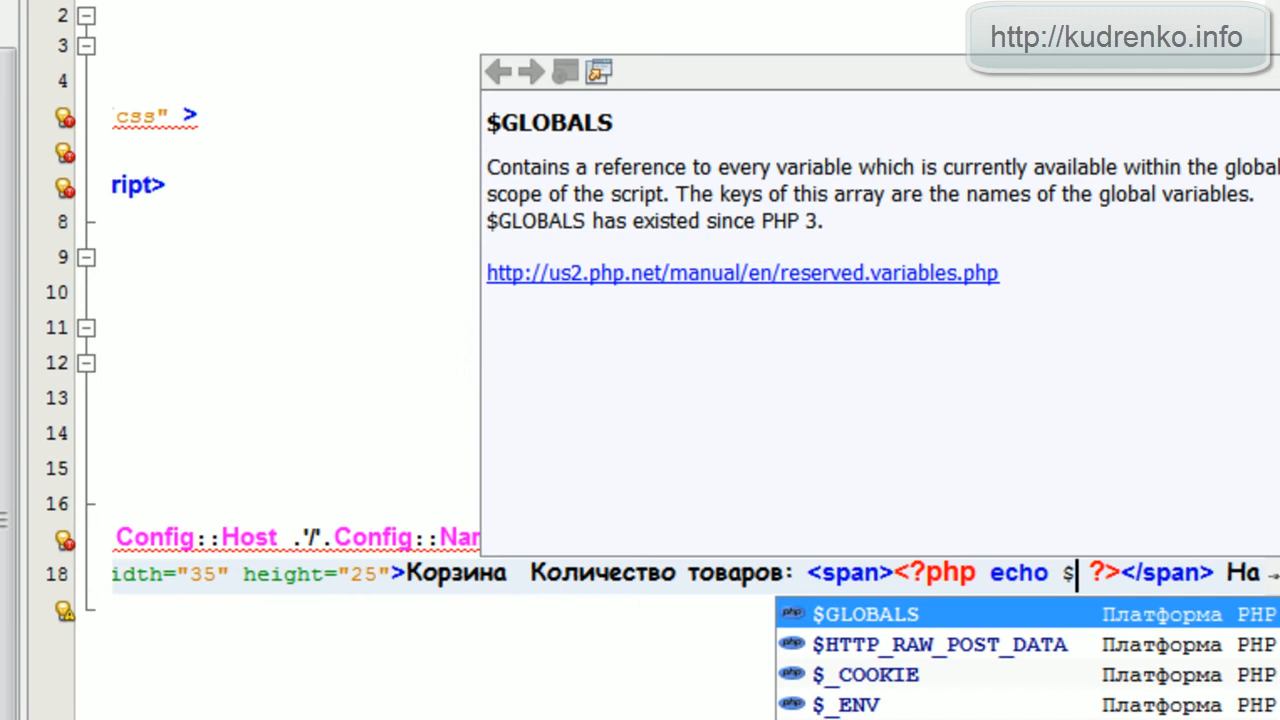 http://kudrenko.info
2
3
4
css" >
ript>
8
9
10
11
12
13
14
15
16
$GLOBALS
Contains a reference to every variable which is currently available within the global
scope of the script. The keys of this array are the names of the global variables.
$GLOBALS has existed since PHP 3.
http://us2.php.net/manual/en/reserved.variables.php
Config::Host .'/'.Config::Nar
18 idth="35" height="25">Корзина Количество товаров: <span><?php echo $ ?></span> На
$GLOBALS Платформа PHP
$HTTP_RAW_POST_DATA Платформа PHP
$_COOKIE Платформа PHP
$_ENV Платформа PHP